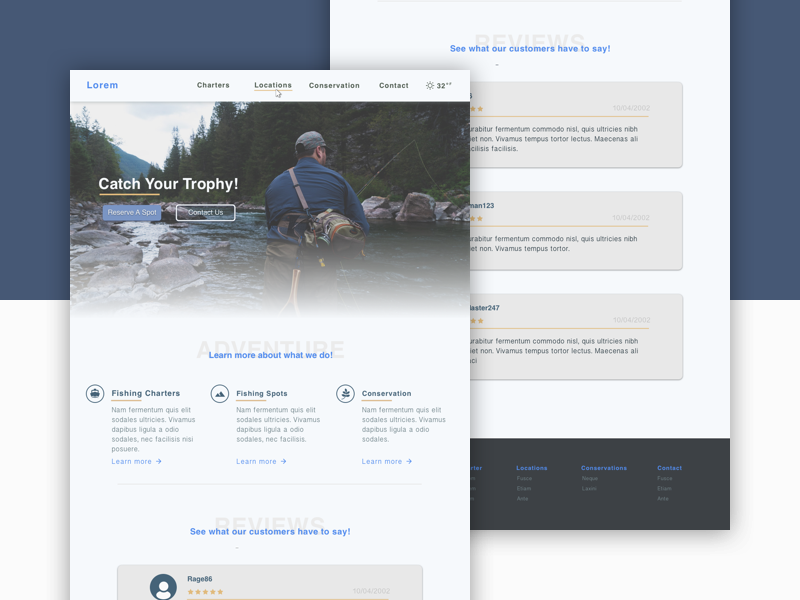 Lorem
Charters
Locations
Conservation
Contact
32°F
Catch Your Trophy!
Reserve A Spot
Contact Us
ADVENTURE
Learn more about what we do!
Fishing Charters
Nam fermentum quis elit
sodales ultricies. Vivamus
dapibus ligula a odio
sodales, nec facilisis nisi
posuere.
Learn more →
Fishing Spots
Nam fermentum quis elit
sodales ultricies. Vivamus
dapibus ligula a odio
sodales, nec facilisis.
Learn more →
Conservation
Nam fermentum quis elit
sodales ultricies. Vivamus
dapibus ligula a odio
sodales.
Learn more →
REVIEWS
See what our customers have to say!
Rage86
10/04/2002
REVIEWS
See what our customers have to say!
10/04/2002
urabitur fermentum commodo nisl, quis ultricies nibh
et non. Vivamus tempus tortor lectus. Maecenas ali
cilisis facilisis.
man123
10/04/2002
urabitur fermentum commodo nisl, quis ultricies nibh
et non. Vivamus tempus tortor.
aster247
10/04/2002
urabitur fermentum commodo nisl, quis ultricies nibh
et non. Vivamus tempus tortor lectus. Maecenas ali
ci
rter
Locations
Fusce
Etiam
Ante
Conservations
Neque
Contact
Fusce
Etiam
Ante